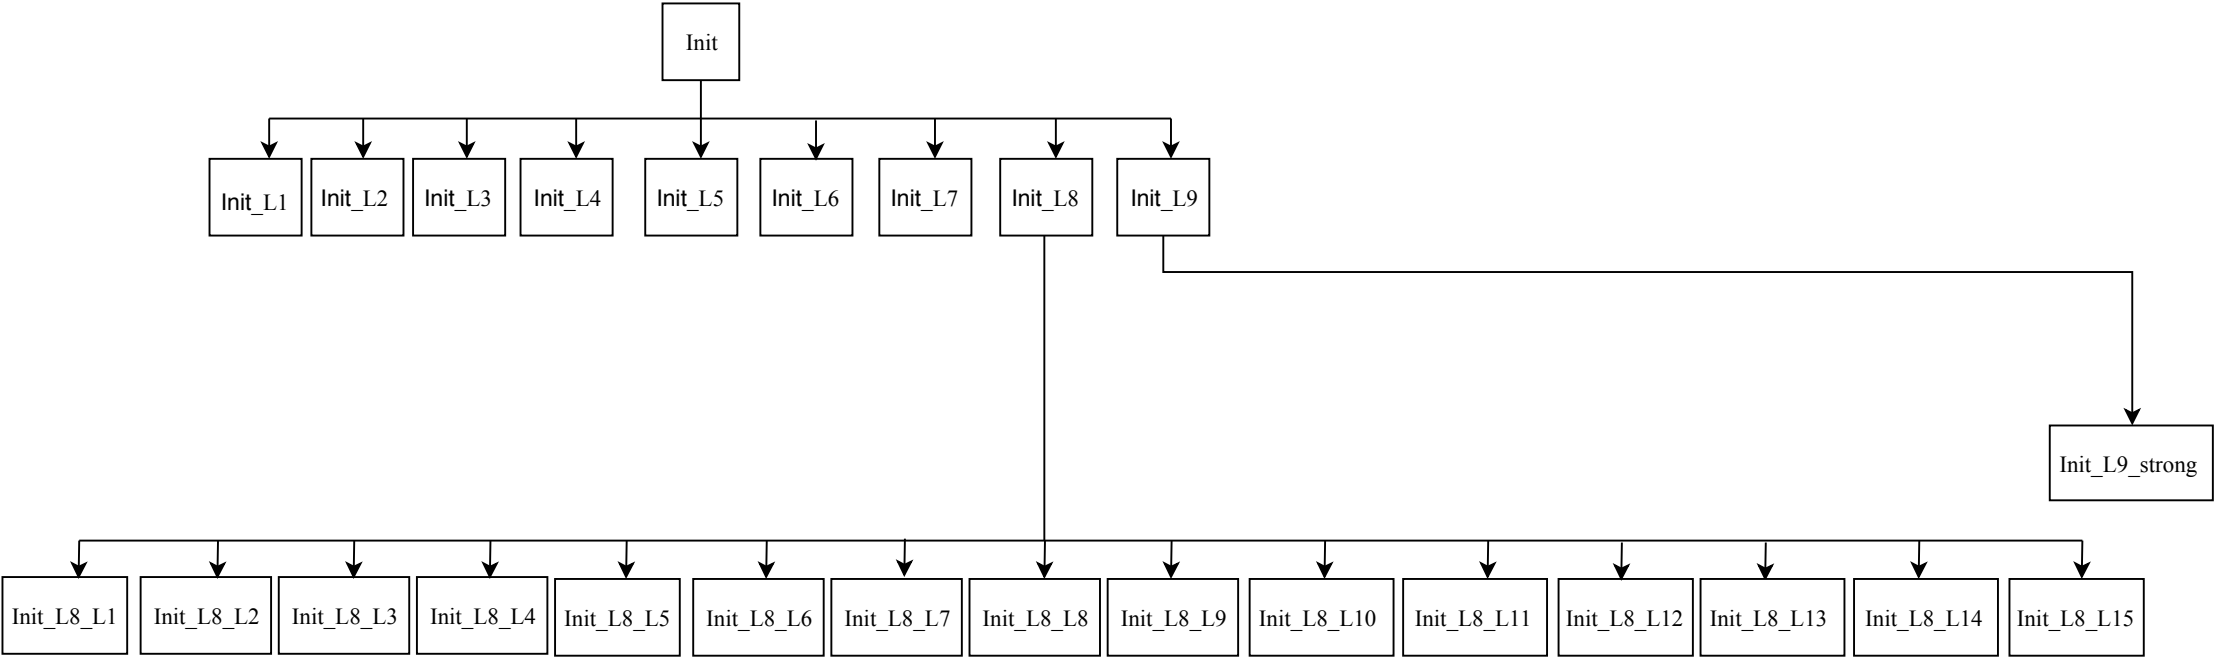 Init
Init_L1
Init_L2
Init_L3
Init_L4
Init_L5
Init_L6
Init_L7
Init_L8
Init_L9
Init_L9_strong
Init_L8_L1
Init_L8_L2
Init_L8_L3
Init_L8_L4
Init_L8_L5
Init_L8_L6
Init_L8_L7
Init_L8_L8
Init_L8_L9
Init_L8_L10
Init_L8_L11
Init_L8_L12
Init_L8_L13
Init_L8_L14
Init_L8_L15